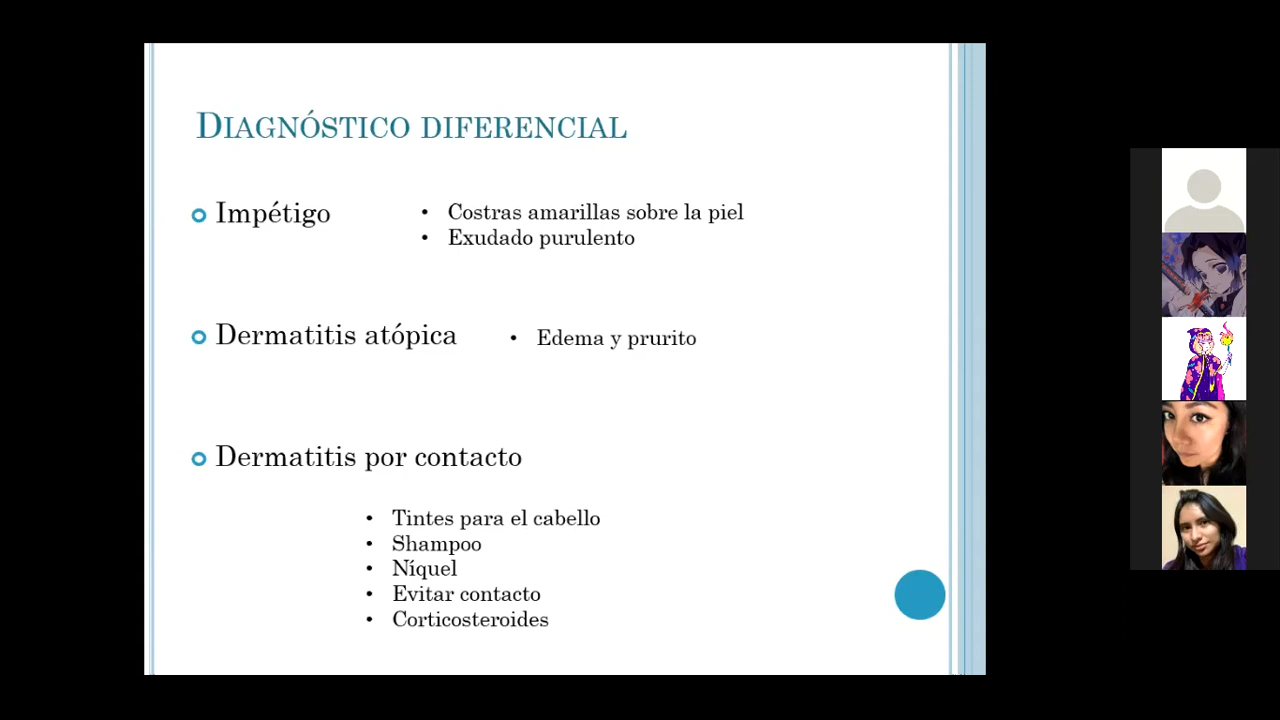 DIAGNÓSTICO DIFERENCIAL
Impétigo
• Costras amarillas sobre la piel
• Exudado purulento
Dermatitis atópica
• Edema y prurito
Dermatitis por contacto
• Tintes para el cabello
• Shampoo
• Níquel
• Evitar contacto
• Corticosteroides